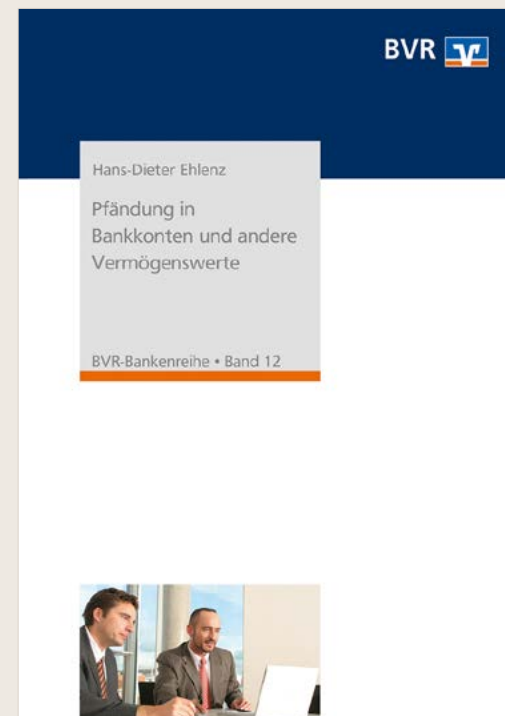 BVR
Hans-Dieter Ehlenz
Pfändung in
Bankkonten und andere
Vermögenswerte
BVR-Bankenreihe • Band 12